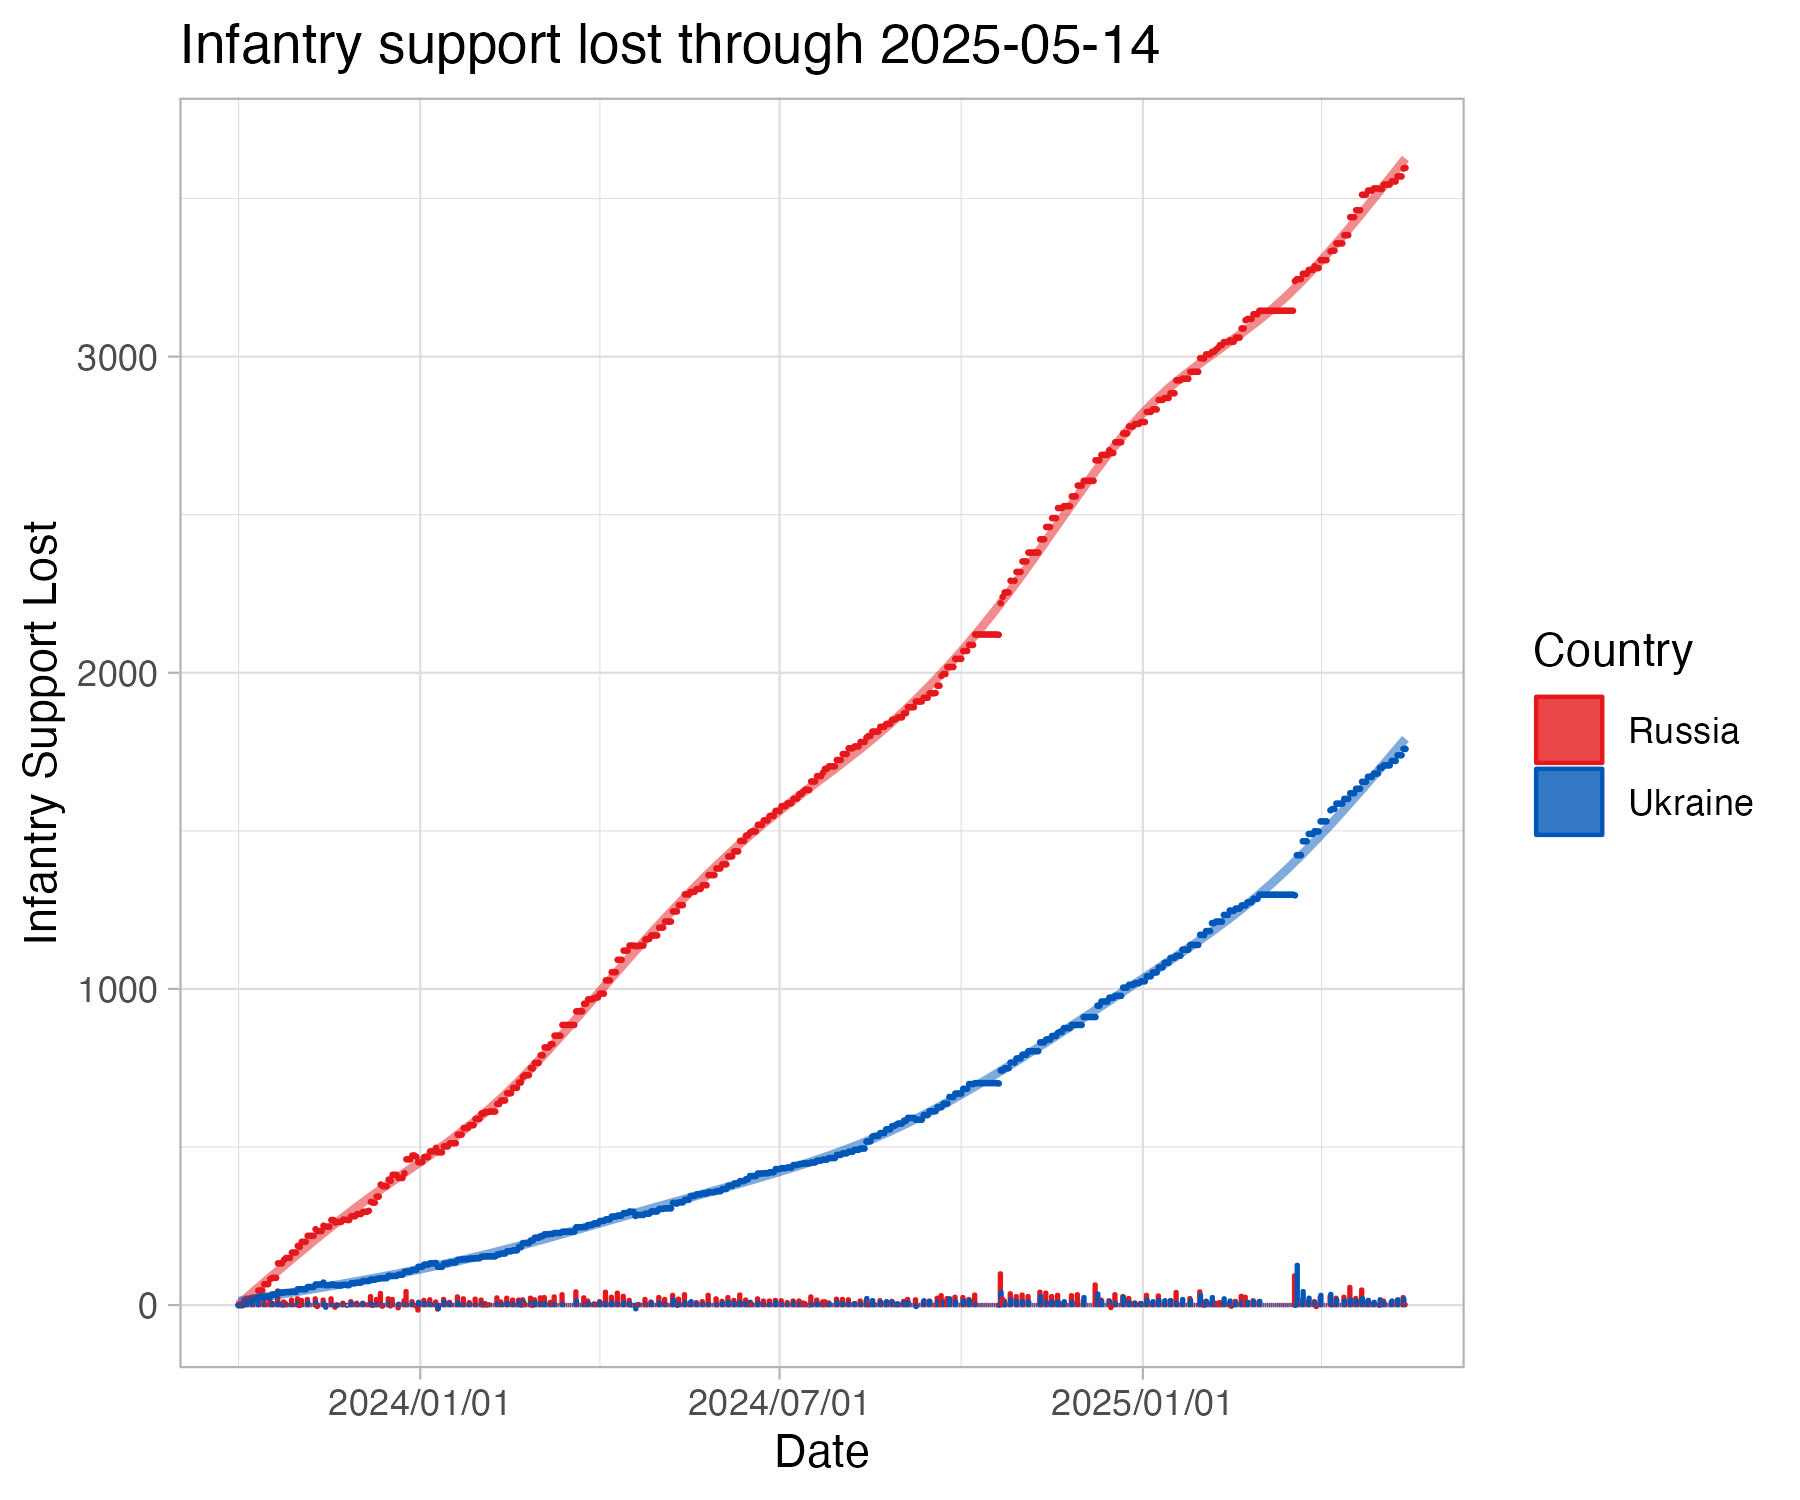 Infantry support lost through 2025-05-14
Infantry Support Lost
3000
2000
1000
0
2024/01/01
2024/07/01
2025/01/01
Date
Country
Russia
Ukraine